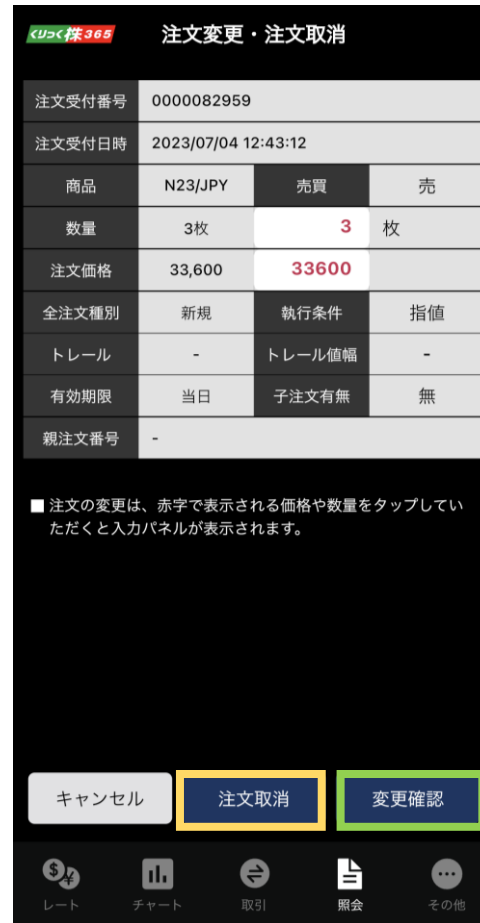 くりっく株365 注文変更・注文取消
注文受付番号 0000082959
注文受付日時 2023/07/04 12:43:12
商品 N23/JPY 売買 売
数量 3枚 3 枚
注文価格 33,600 33600
全注文種別 新規 執行条件 指値
トレール - トレール値幅 -
有効期限 当日 子注文有無 無
親注文番号 -
■ 注文の変更は、赤字で表示される価格や数量をタップしてい
ただくと入力パネルが表示されます。
キャンセル 注文取消 変更確認
レート チャート 取引 照会 その他